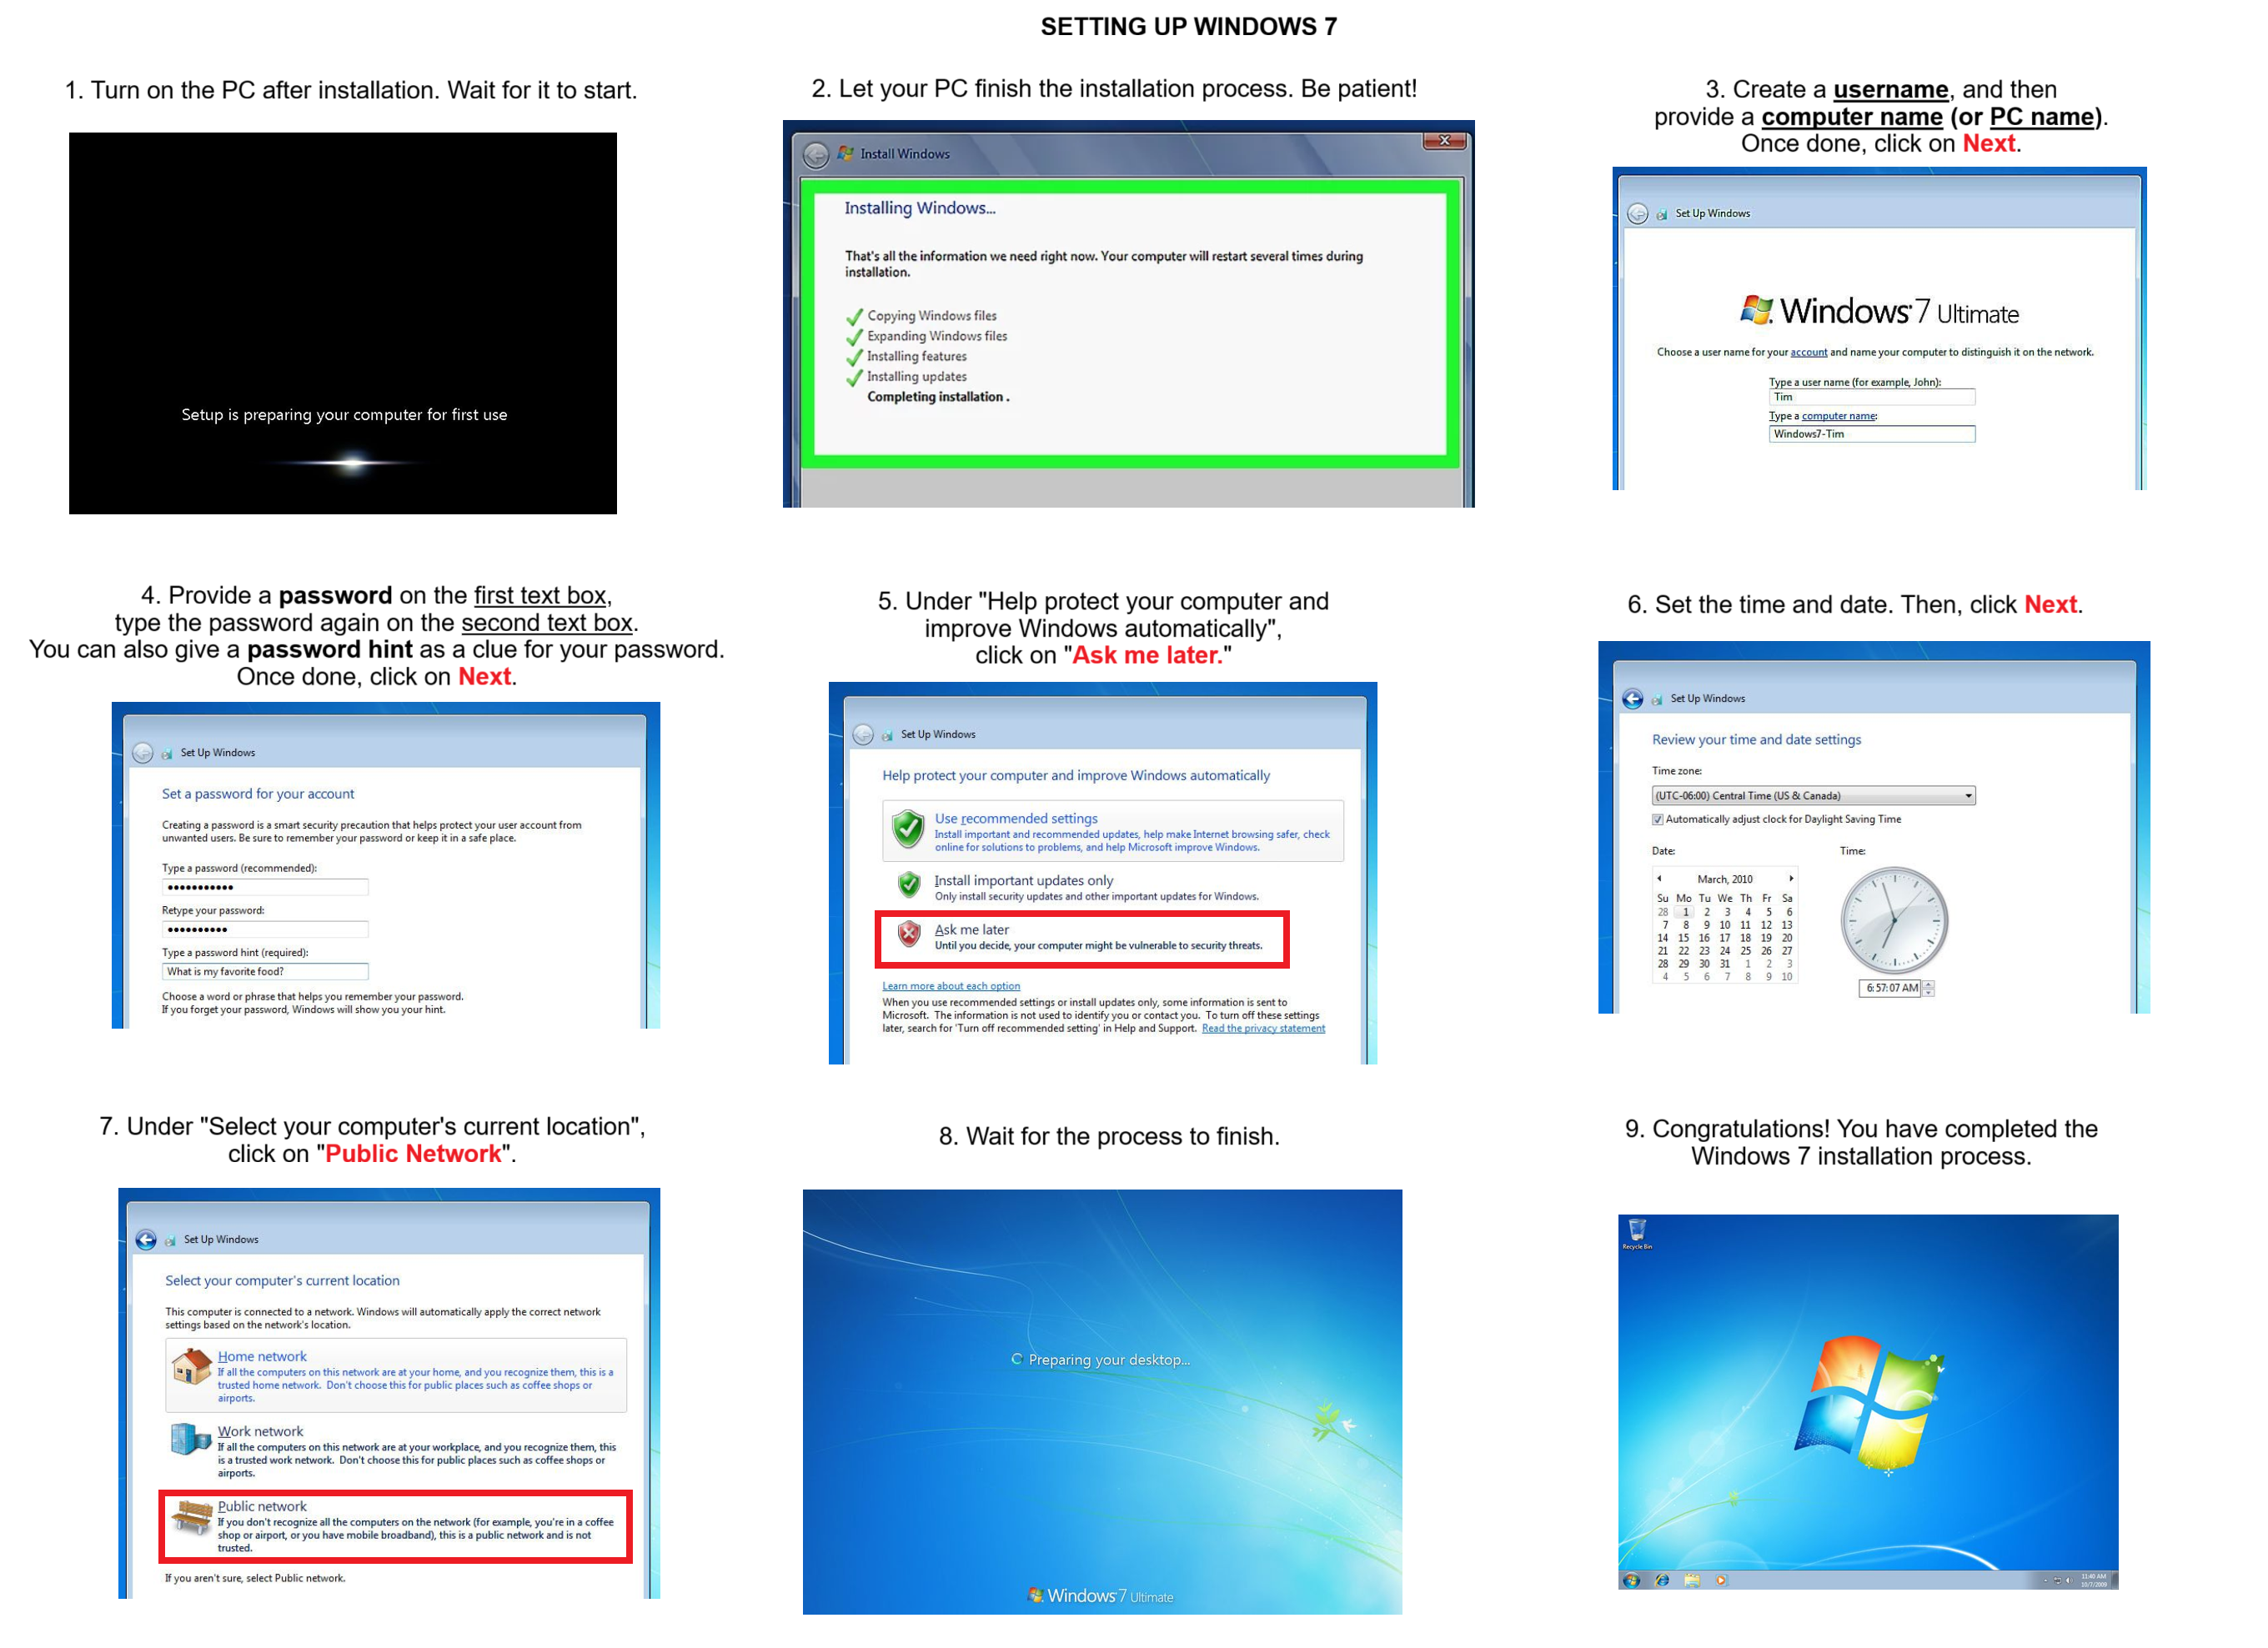 SETTING UP WINDOWS 7
1. Turn on the PC after installation. Wait for it to start.
Setup is preparing your computer for first use
2. Let your PC finish the installation process. Be patient!
Install Windows
Installing Windows...
That's all the information we need right now. Your computer will restart several times during
installation.
Copying Windows files
Expanding Windows files
Installing features
Installing updates
Completing installation .
3. Create a username, and then
provide a computer name (or PC name).
Once done, click on Next.
Set Up Windows
Windows 7 Ultimate
Choose a user name for your account and name your computer to distinguish it on the network.
Type a user name (for example, John):
Tim
Type a computer name:
Windows7-Tim
4. Provide a password on the first text box,
type the password again on the second text box.
You can also give a password hint as a clue for your password.
Once done, click on Next.
Set Up Windows
Set a password for your account
Creating a password is a smart security precaution that helps protect your user account from
unwanted users. Be sure to remember your password or keep it in a safe place.
Type a password (recommended):
•••••••••••
Retype your password:
••••••••••
Type a password hint (required):
What is my favorite food?
Choose a word or phrase that helps you remember your password.
If you forget your password, Windows will show you your hint.
5. Under "Help protect your computer and
improve Windows automatically",
click on "Ask me later."
Set Up Windows
Help protect your computer and improve Windows automatically
Use recommended settings
Install important and recommended updates, help make Internet browsing safer, check
online for solutions to problems, and help Microsoft improve Windows.
Install important updates only
Only install security updates and other important updates for Windows.
Ask me later
Until you decide, your computer might be vulnerable to security threats.
Learn more about each option
When you use recommended settings or install updates only, some information is sent to
Microsoft. The information is not used to identify you or contact you. To turn off these settings
later, search for 'Turn off recommended setting' in Help and Support. Read the privacy statement
6. Set the time and date. Then, click Next.
Set Up Windows
Review your time and date settings
Time zone:
(UTC-06:00) Central Time (US & Canada)
Automatically adjust clock for Daylight Saving Time
Date:
Time:
March, 2010
Su Mo Tu We Th Fr Sa
28 1 2 3 4 5 6
7 8 9 10 11 12 13
14 15 16 17 18 19 20
21 22 23 24 25 26 27
28 29 30 31 1 2 3
4 5 6 7 8 9 10
6:57:07 AM
7. Under "Select your computer's current location",
click on "Public Network".
Set Up Windows
Select your computer's current location
This computer is connected to a network. Windows will automatically apply the correct network
settings based on the network's location.
Home network
If all the computers on this network are at your home, and you recognize them, this is a
trusted home network. Don't choose this for public places such as coffee shops or
airports.
Work network
If all the computers on this network are at your workplace, and you recognize them, this
is a trusted work network. Don't choose this for public places such as coffee shops or
airports.
Public network
If you don't recognize all the computers on the network (for example, you're in a coffee
shop or airport, or you have mobile broadband), this is a public network and is not
trusted.
If you aren't sure, select Public network.
8. Wait for the process to finish.
Preparing your desktop...
Windows 7 Ultimate
9. Congratulations! You have completed the
Windows 7 installation process.
Recycle Bin
11:40 AM
10/7/2009